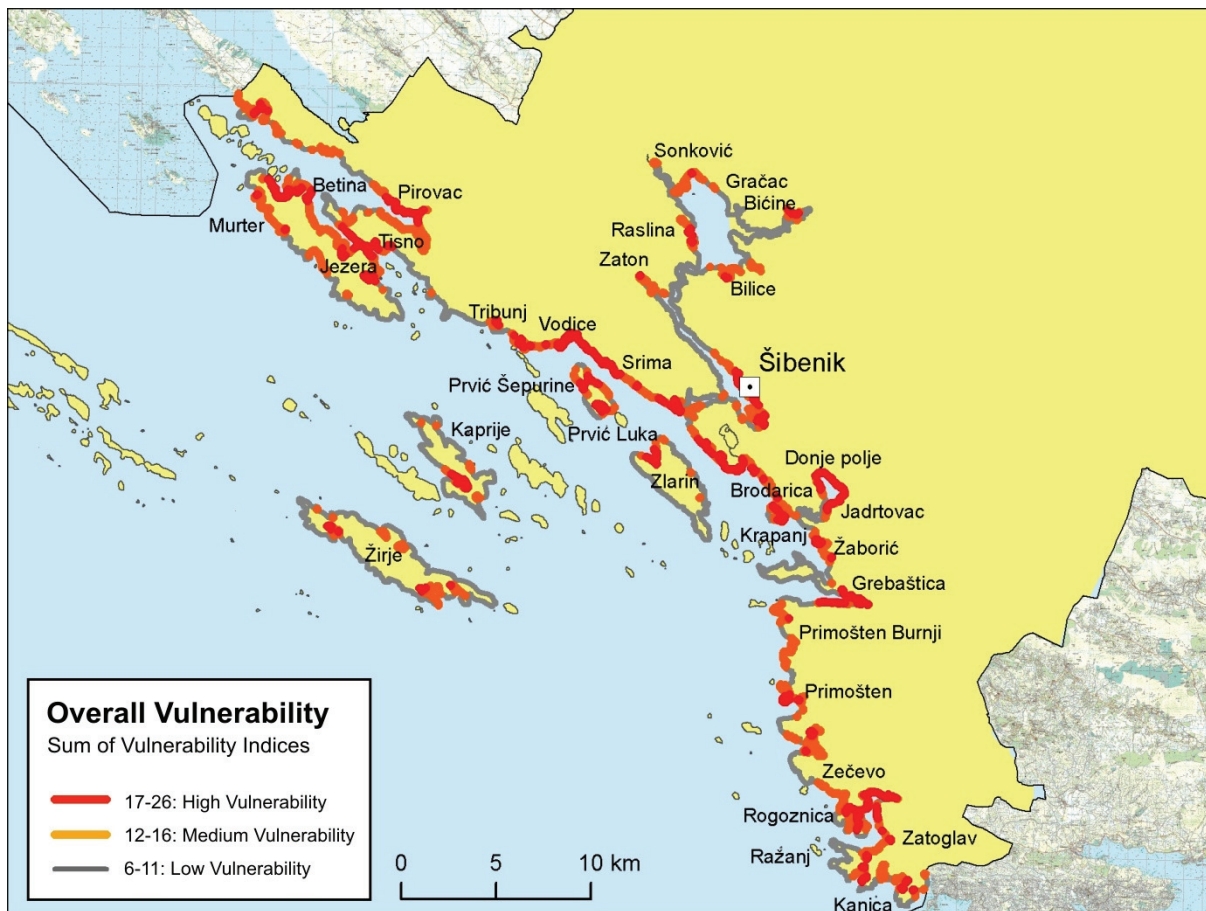 Sonković
Gračac
Bićine
Betina
Pirovac
Murter
Raslina
Tisno
Zaton
Jezera
Bilice
Tribunj
Vodice
Šibenik
Srima
Prvić Šepurine
Kaprije
Prvić Luka
Donje polje
Zlarin
Brodarica
Jadrtovac
Krapanj
Žaborić
Žirje
Grebaštica
Primošten Burnji
Primošten
Zečevo
Rogoznica
Zatoglav
Ražanj
Kanica
Overall Vulnerability
Sum of Vulnerability Indices
17-26: High Vulnerability
12-16: Medium Vulnerability
6-11: Low Vulnerability
0 5 10 km